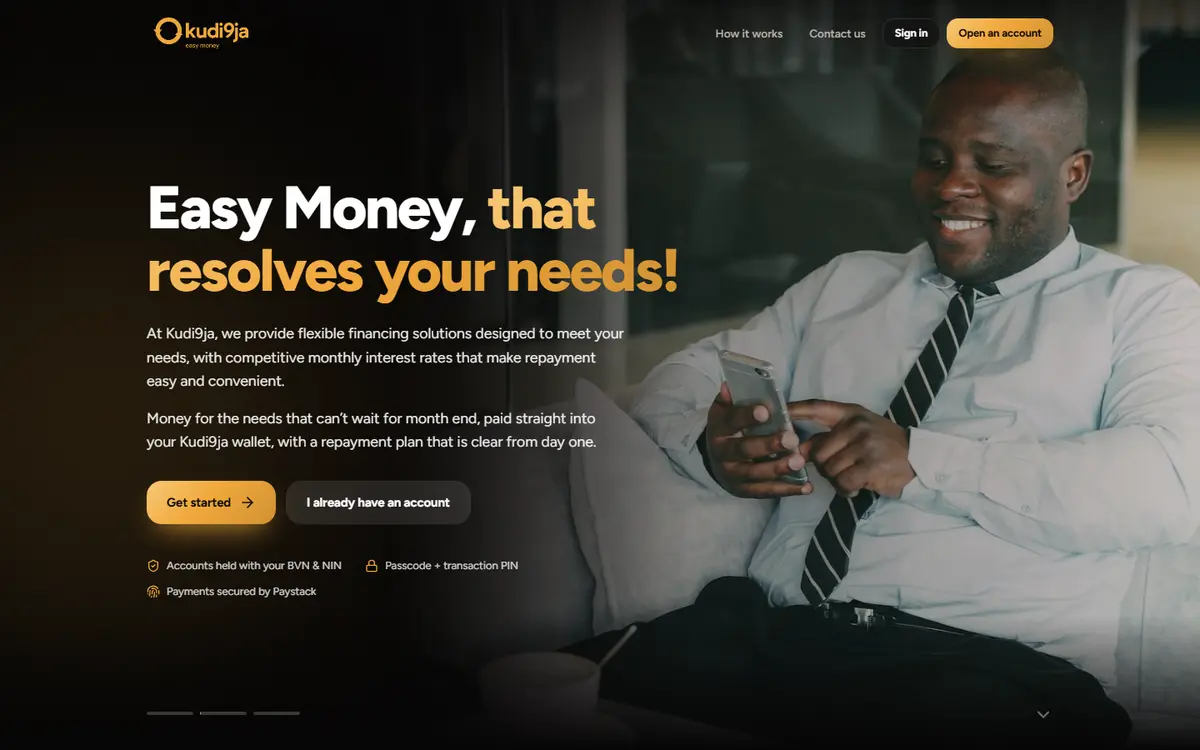 kudi9ja
easy money
How it works
Contact us
Sign in
Open an account
Easy Money, that
resolves your needs!
At Kudi9ja, we provide flexible financing solutions designed to meet your
needs, with competitive monthly interest rates that make repayment
easy and convenient.
Money for the needs that can’t wait for month end, paid straight into
your Kudi9ja wallet, with a repayment plan that is clear from day one.
Get started
I already have an account
Accounts held with your BVN & NIN
Passcode + transaction PIN
Payments secured by Paystack